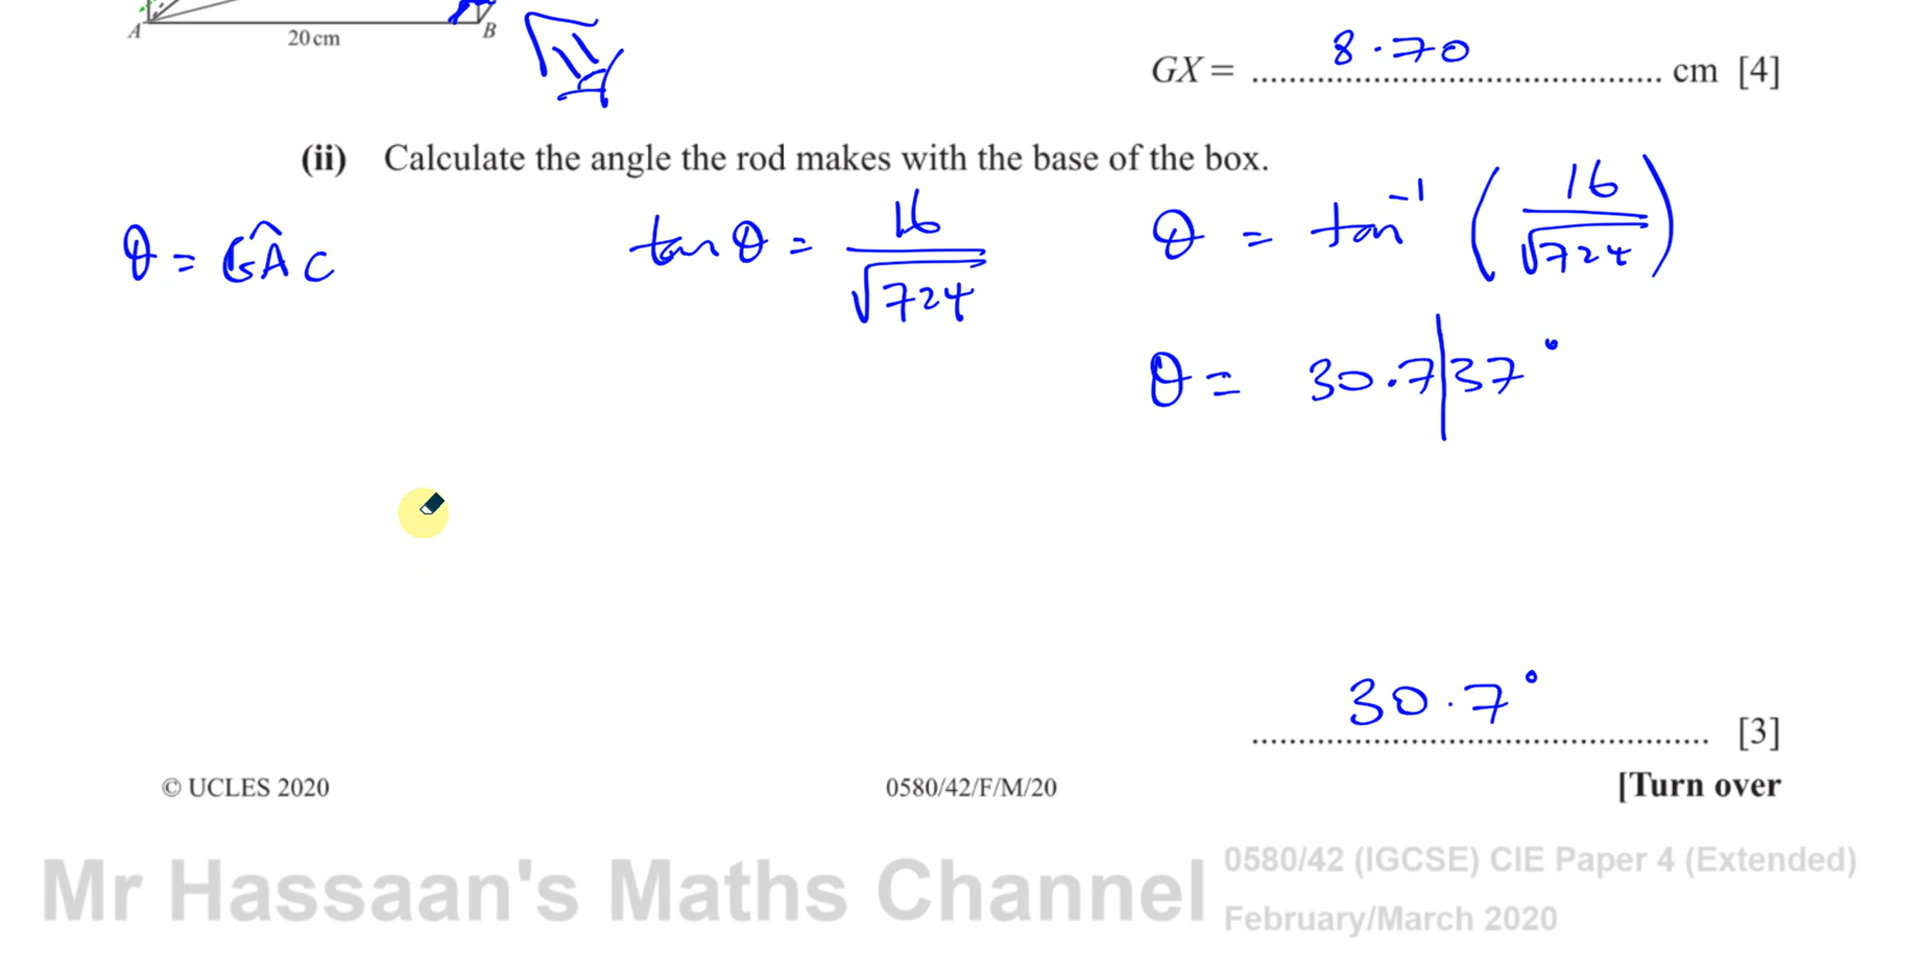 A
20 cm
B
GX = 8.70 cm [4]
(ii) Calculate the angle the rod makes with the base of the box.
θ = GÂC
tan θ = 16/√724
θ = tan⁻¹ (16/√724)
θ = 30.7|37°
30.7° [3]
© UCLES 2020
0580/42/F/M/20
[Turn over
Mr Hassaan's Maths Channel
0580/42 (IGCSE) CIE Paper 4 (Extended)
February/March 2020